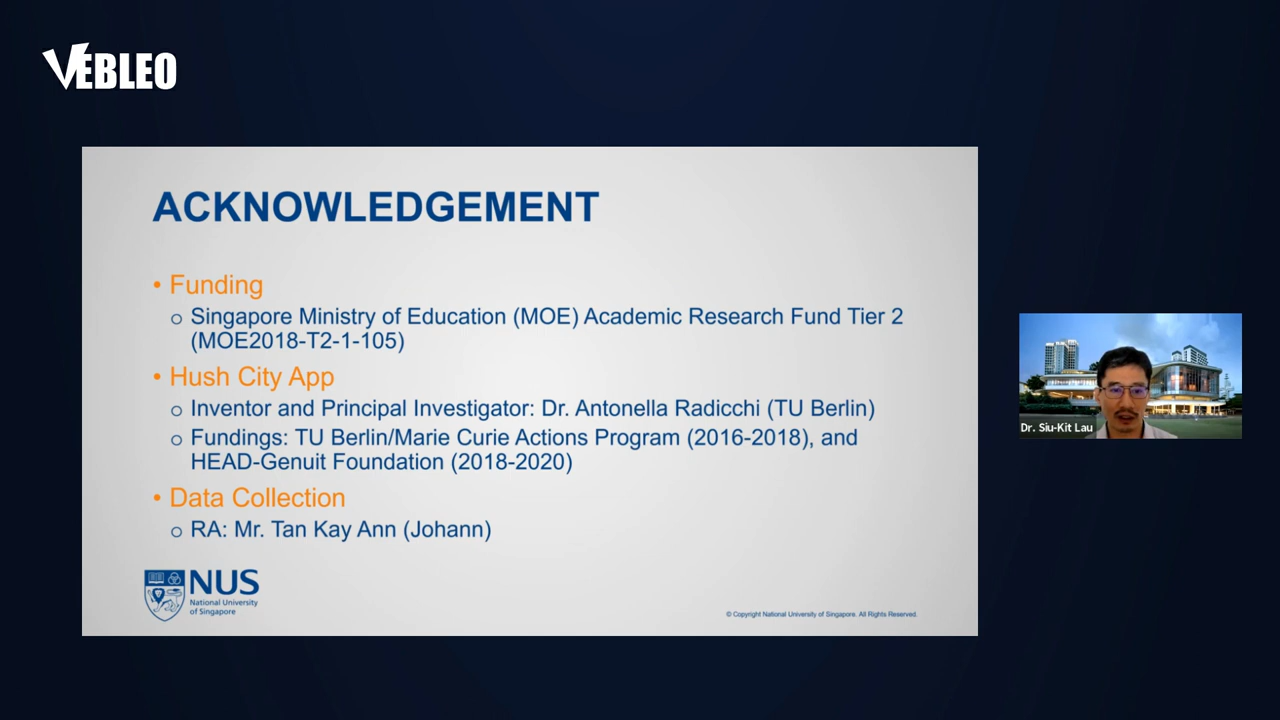 VEBLEO
ACKNOWLEDGEMENT
• Funding
o Singapore Ministry of Education (MOE) Academic Research Fund Tier 2
(MOE2018-T2-1-105)
• Hush City App
o Inventor and Principal Investigator: Dr. Antonella Radicchi (TU Berlin)
o Fundings: TU Berlin/Marie Curie Actions Program (2016-2018), and
HEAD-Genuit Foundation (2018-2020)
• Data Collection
o RA: Mr. Tan Kay Ann (Johann)
NUS
National University
of Singapore
© Copyright National University of Singapore. All Rights Reserved.
Dr. Siu-Kit Lau